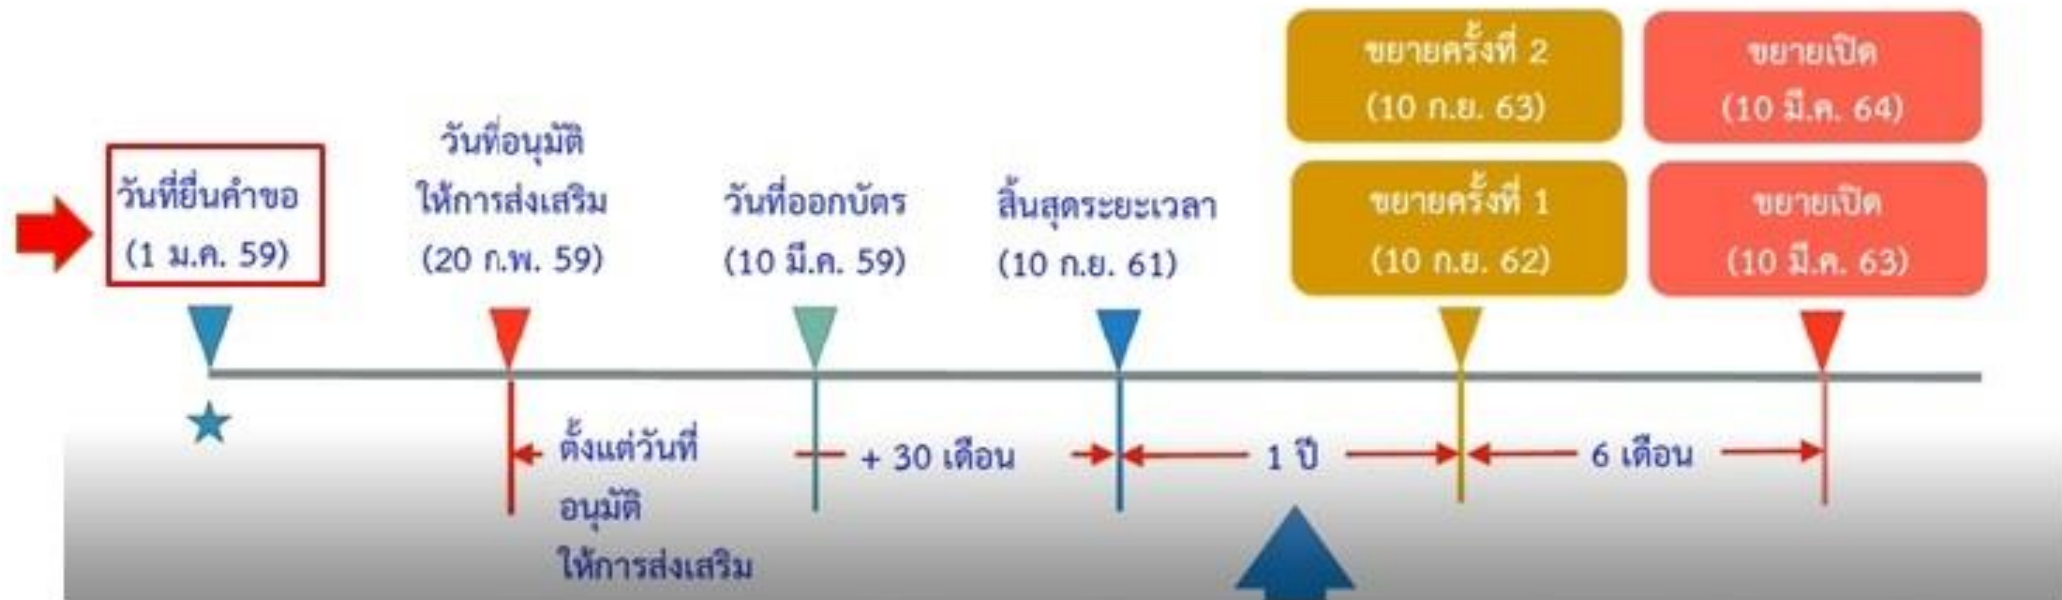 วันที่ยื่นคำขอ
(1 ม.ค. 59)
วันที่อนุมัติ
ให้การส่งเสริม
(20 ก.พ. 59)
วันที่ออกบัตร
(10 มี.ค. 59)
สิ้นสุดระยะเวลา
(10 ก.ย. 61)
ขยายครั้งที่ 2
(10 ก.ย. 63)
ขยายครั้งที่ 1
(10 ก.ย. 62)
ขยายเปิด
(10 มี.ค. 64)
ขยายเปิด
(10 มี.ค. 63)
ตั้งแต่วันที่
อนุมัติ
ให้การส่งเสริม
+ 30 เดือน
1 ปี
6 เดือน